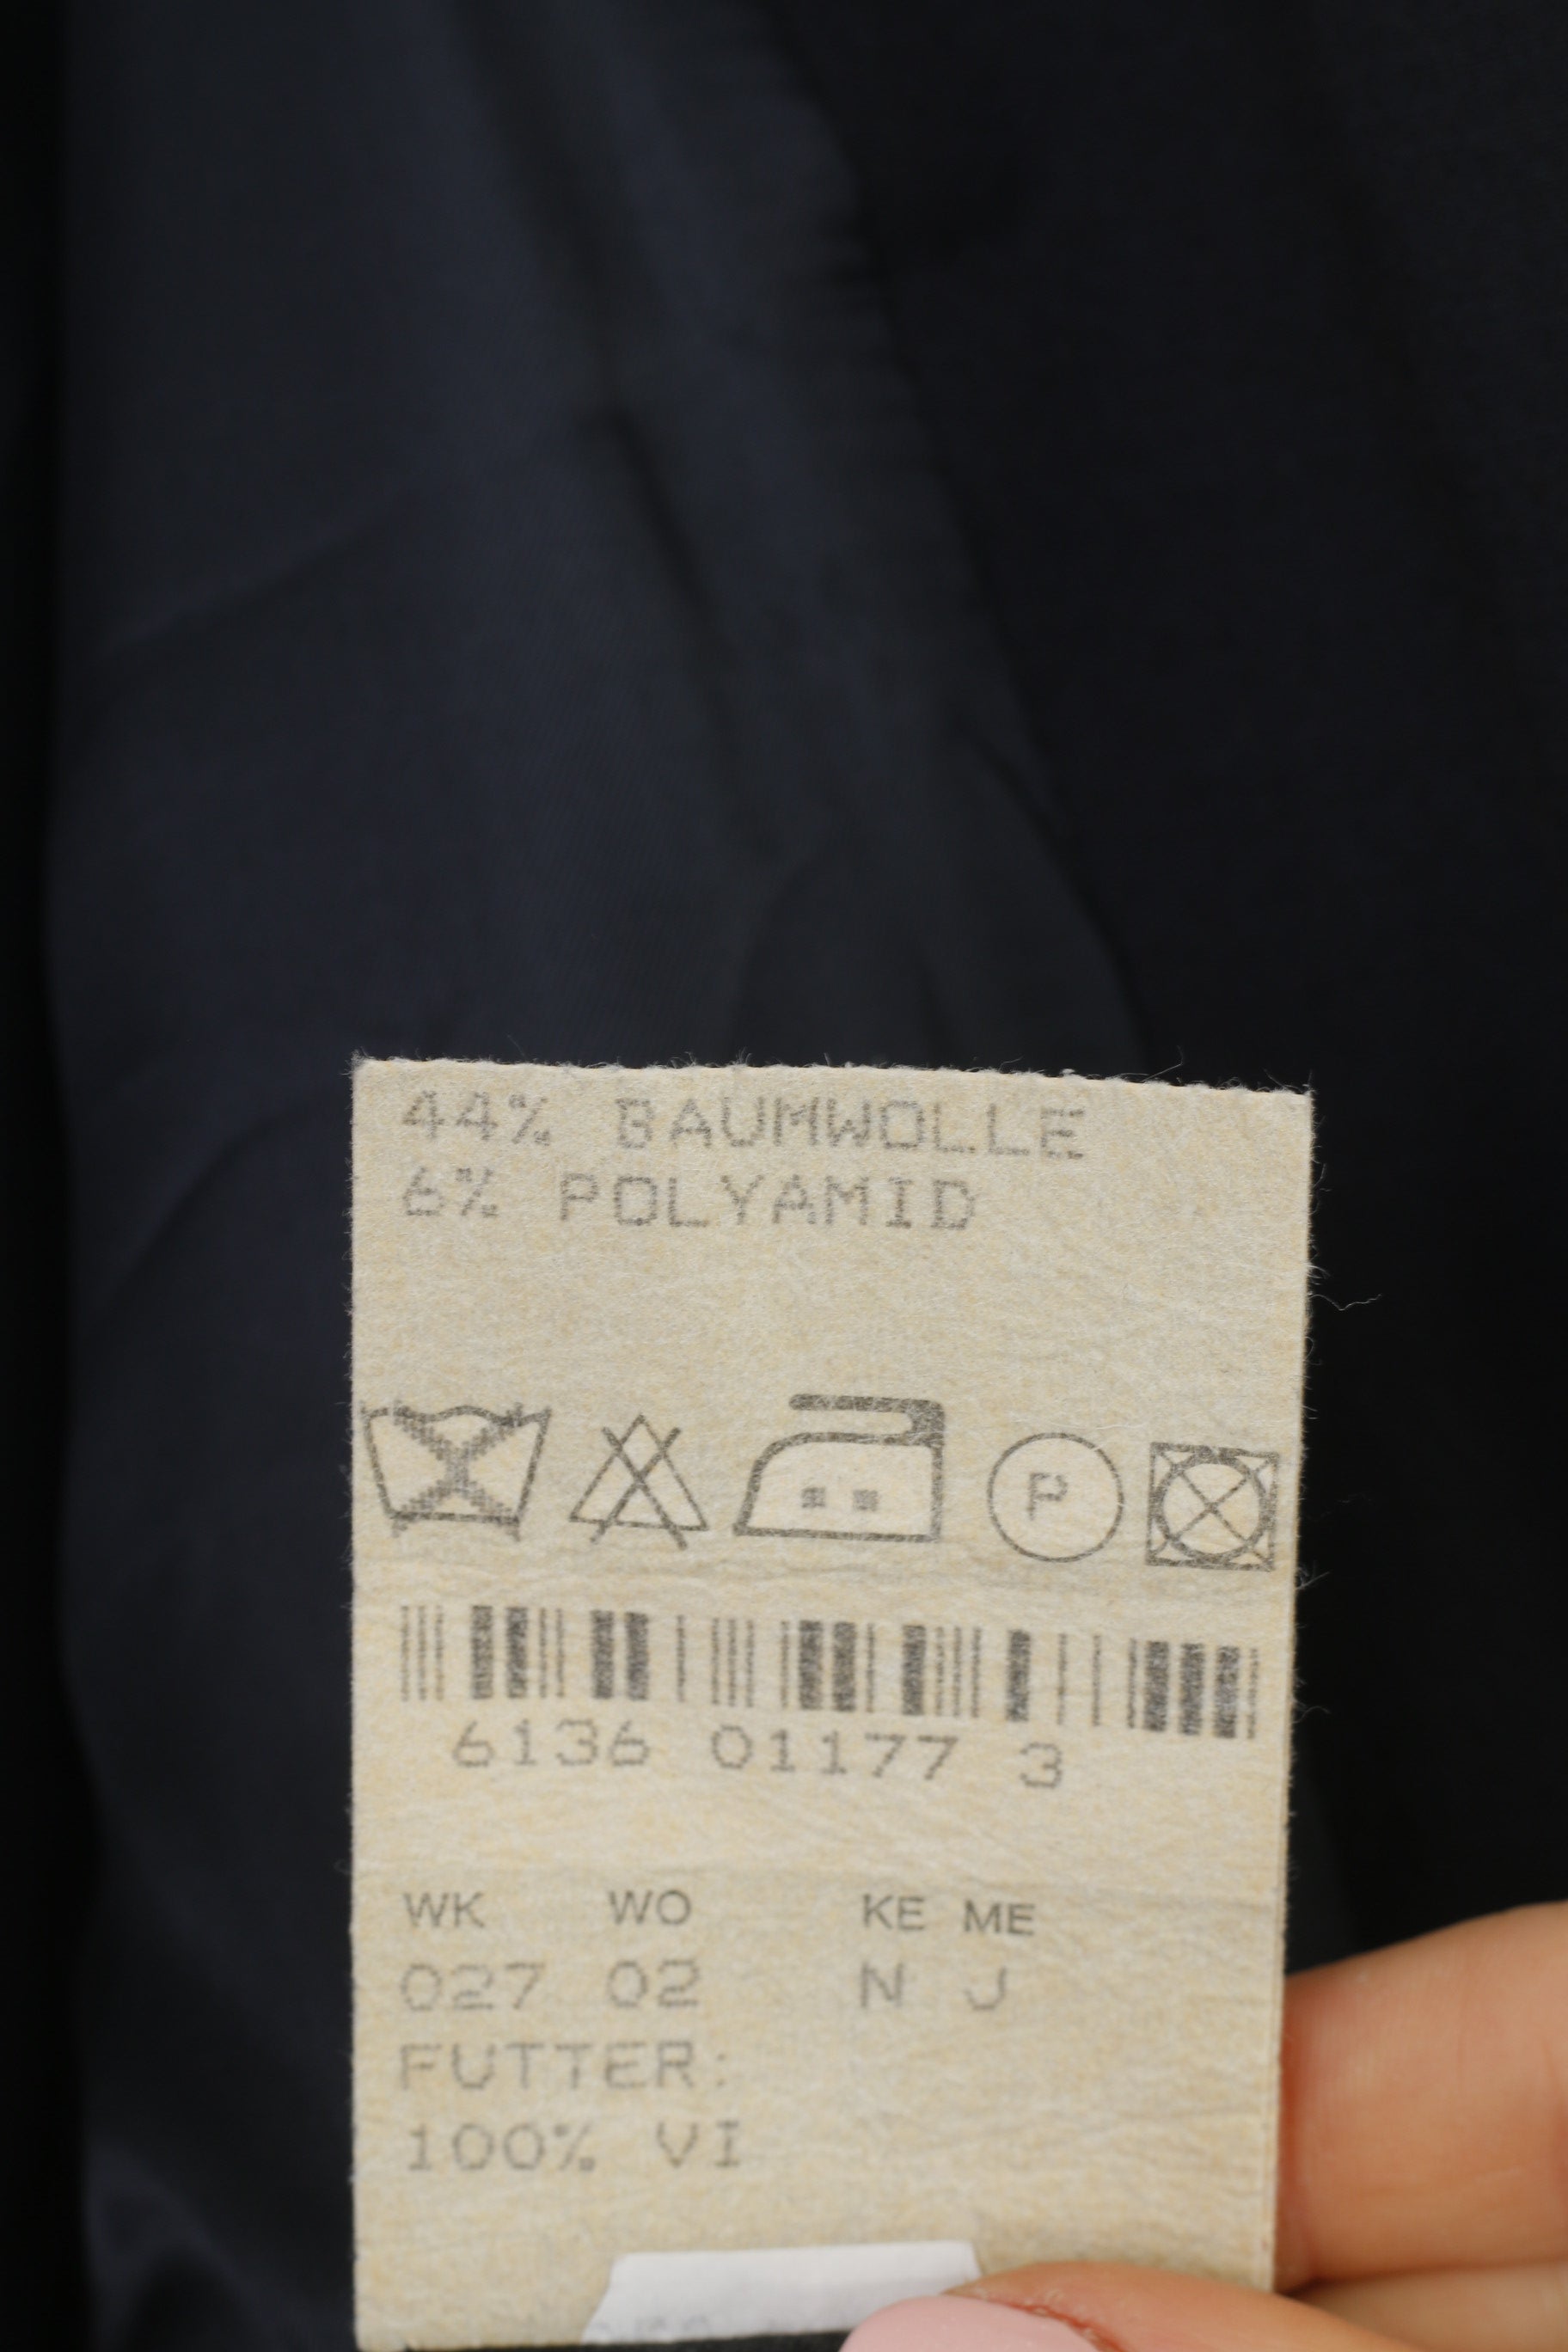 44% BAUMWOLLE
6% POLYAMID
P
6136 01177 3
WK WO KE ME
027 02 N J
FUTTER:
100% VI